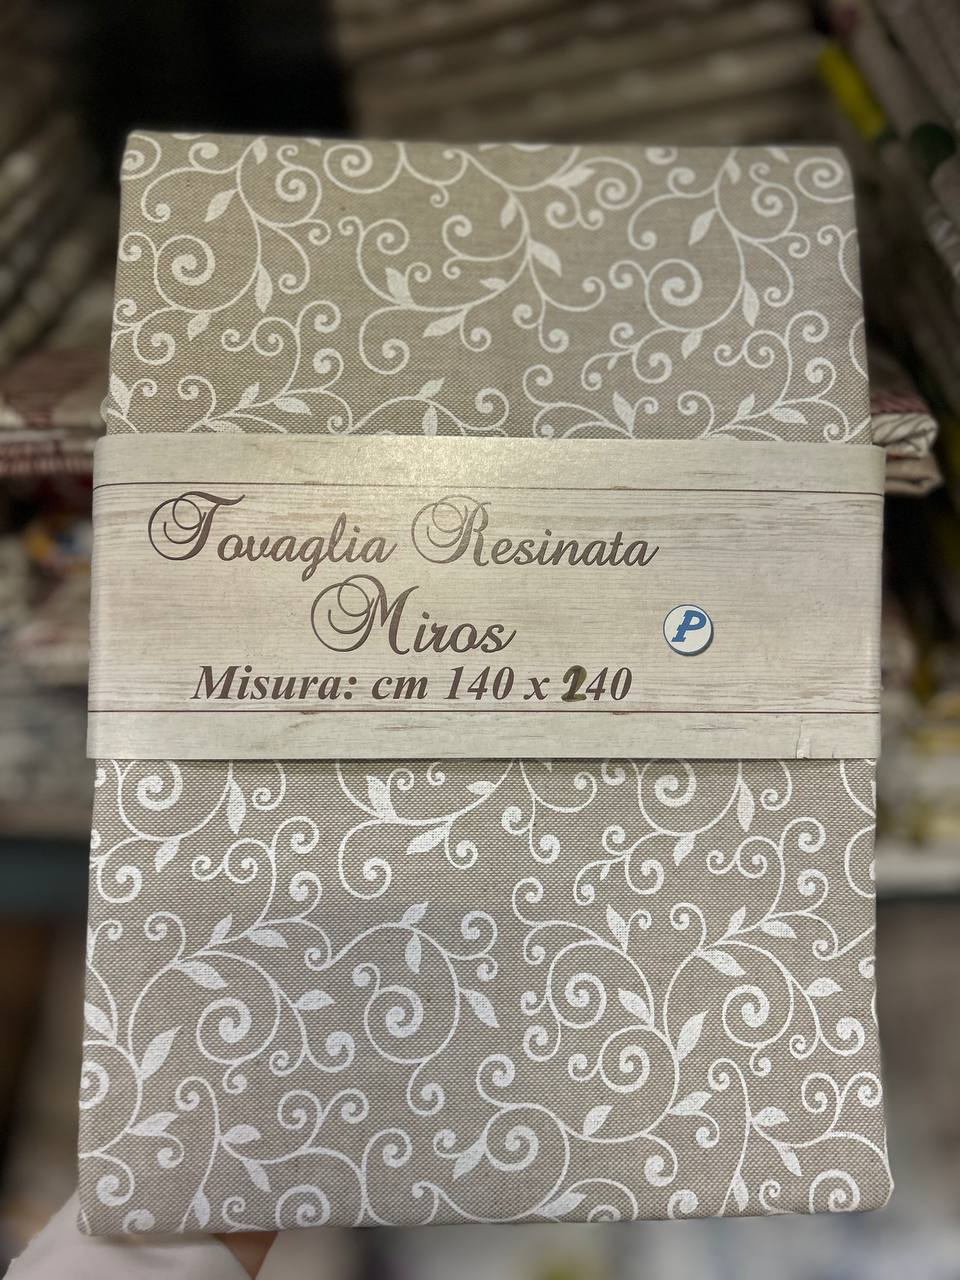 Tovaglia Resinata
Miros
P
Misura: cm 140 x 240